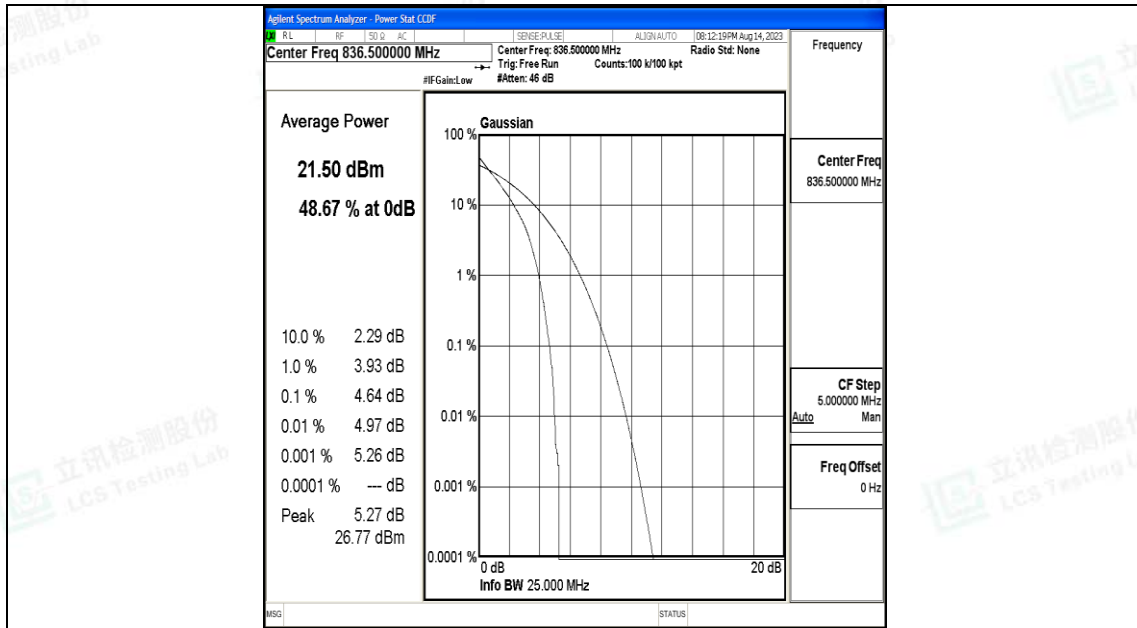 Agilent Spectrum Analyzer - Power Stat CCDF
LXI RL RF 50 Ω AC SENSE:PULSE ALIGN AUTO 08:12:19 PM Aug 14, 2023
Center Freq 836.500000 MHz
Center Freq: 836.500000 MHz Radio Std: None
Trig: Free Run Counts:100 k/100 kpt
#IFGain:Low #Atten: 46 dB
Frequency
Average Power
21.50 dBm
48.67 % at 0dB
10.0 % 2.29 dB
1.0 % 3.93 dB
0.1 % 4.64 dB
0.01 % 4.97 dB
0.001 % 5.26 dB
0.0001 % --- dB
Peak 5.27 dB
26.77 dBm
Gaussian
100 %
10 %
1 %
0.1 %
0.01 %
0.001 %
0.0001 %
0 dB 20 dB
Info BW 25.000 MHz
Center Freq
836.500000 MHz
CF Step
5.000000 MHz
Auto Man
Freq Offset
0 Hz
MSG STATUS
立讯检测股份
LCS Testing Lab
立讯检测股份
LCS Testing L